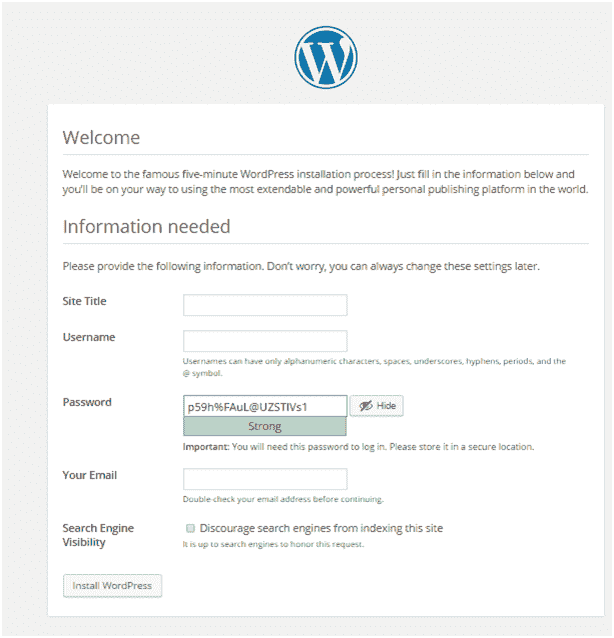 W
Welcome
Welcome to the famous five-minute WordPress installation process! Just fill in the information below and
you'll be on your way to using the most extendable and powerful personal publishing platform in the world.
Information needed
Please provide the following information. Don't worry, you can always change these settings later.
Site Title
Username
Usernames can have only alphanumeric characters, spaces, underscores, hyphens, periods, and the
@ symbol.
Password p59h%FAuL@UZSTIVs1 Hide
Strong
Important: You will need this password to log in. Please store it in a secure location.
Your Email
Double check your email address before continuing.
Search Engine Discourage search engines from indexing this site
Visibility It is up to search engines to honor this request.
Install WordPress